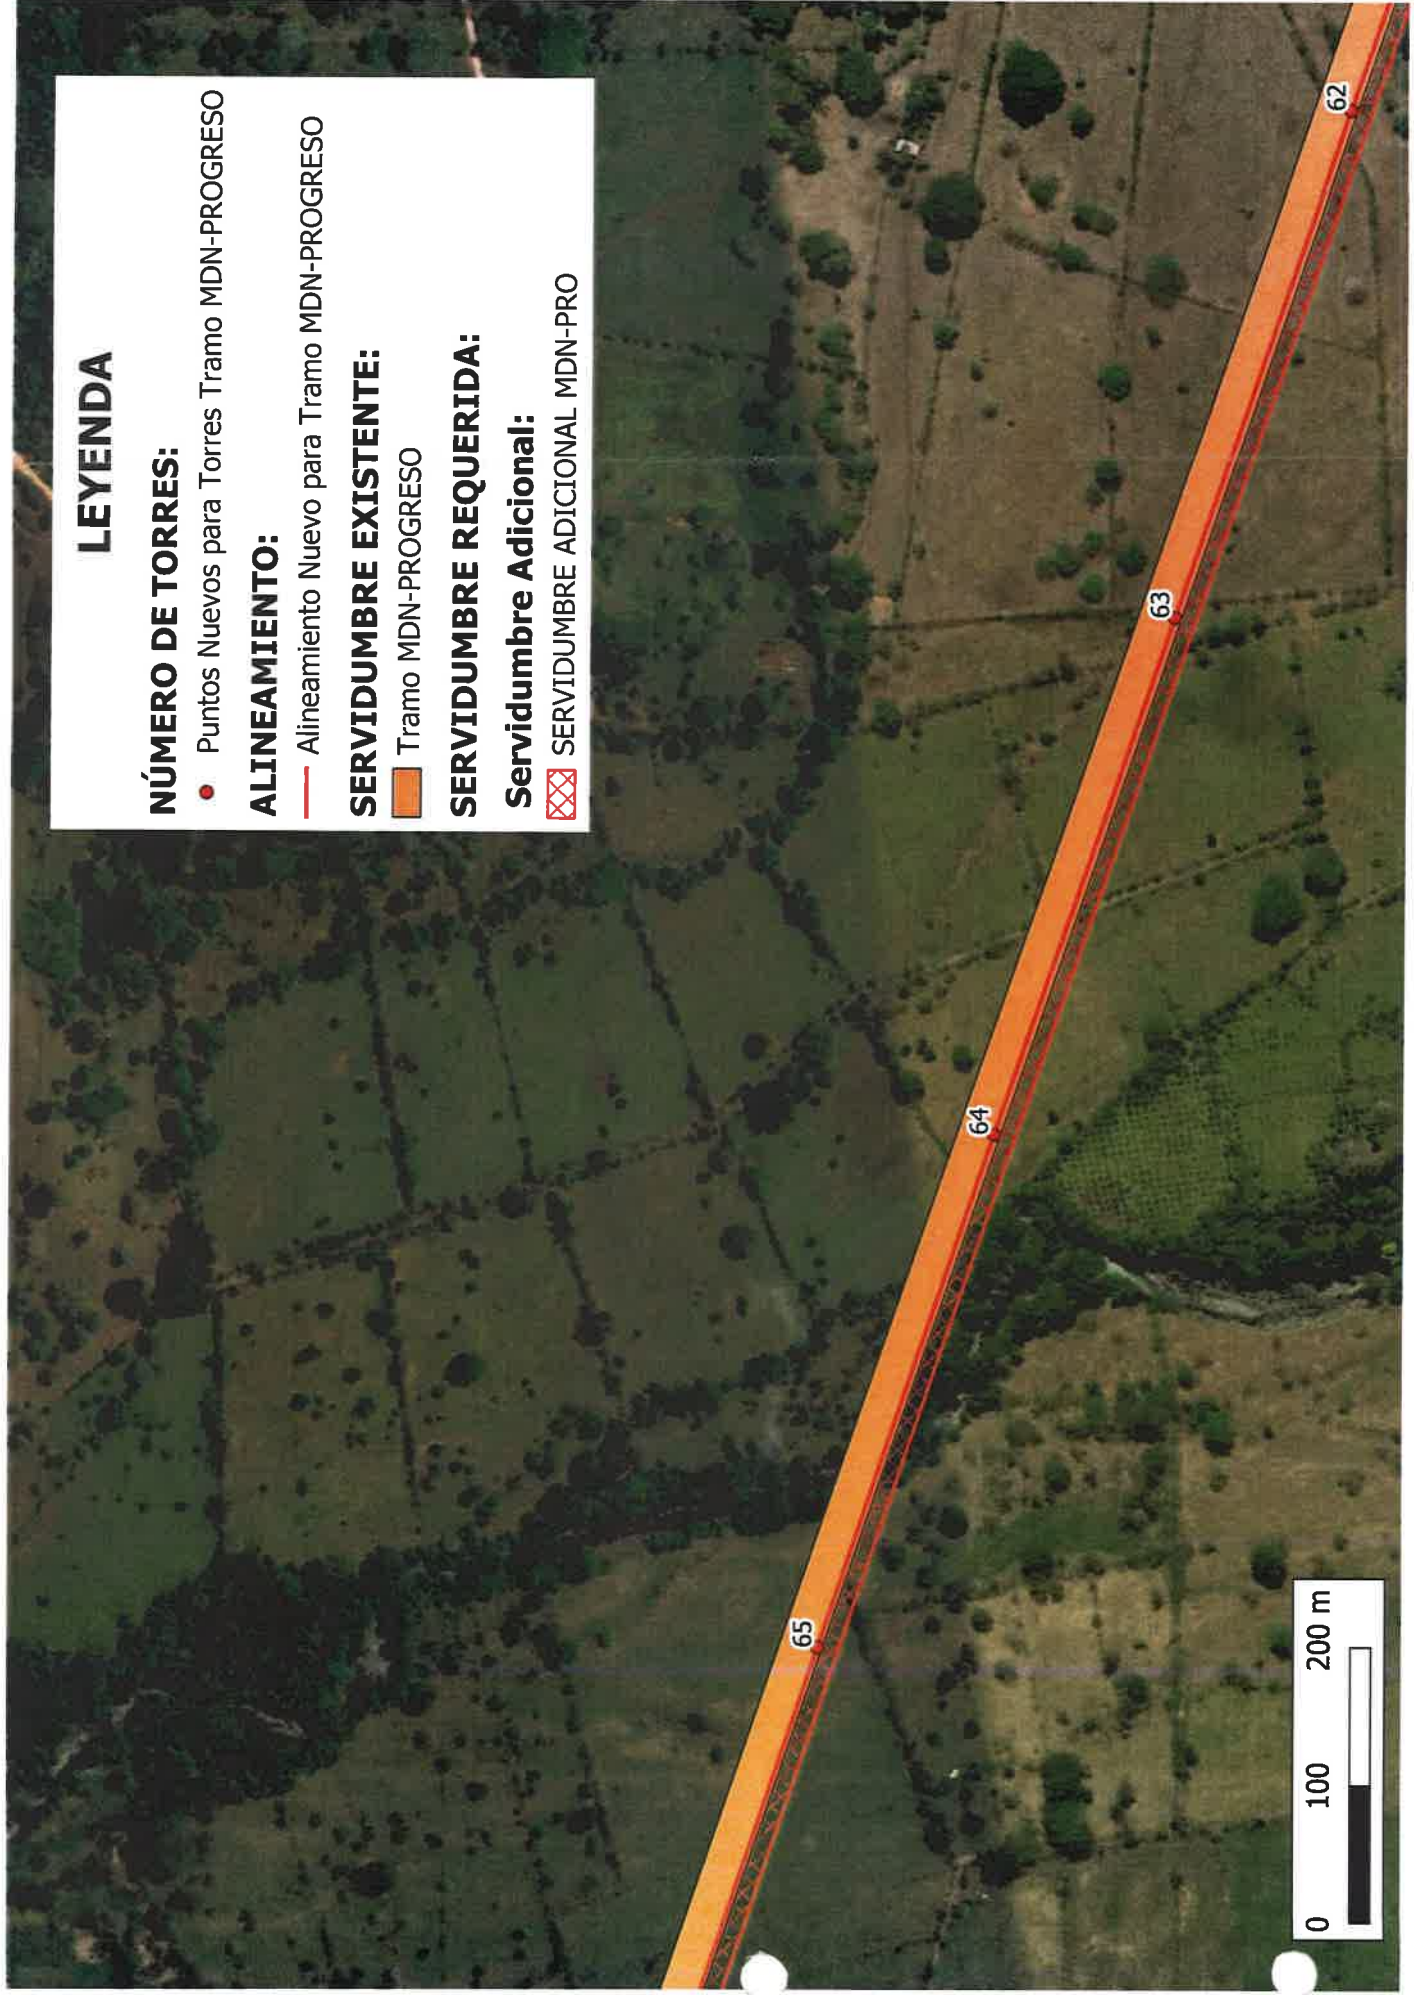 LEYENDA
NÚMERO DE TORRES:
Puntos Nuevos para Torres Tramo MDN-PROGRESO
ALINEAMIENTO:
Alineamiento Nuevo para Tramo MDN-PROGRESO
SERVIDUMBRE EXISTENTE:
Tramo MDN-PROGRESO
SERVIDUMBRE REQUERIDA:
Servidumbre Adicional:
SERVIDUMBRE ADICIONAL MDN-PRO
65
64
63
62
0 100 200 m